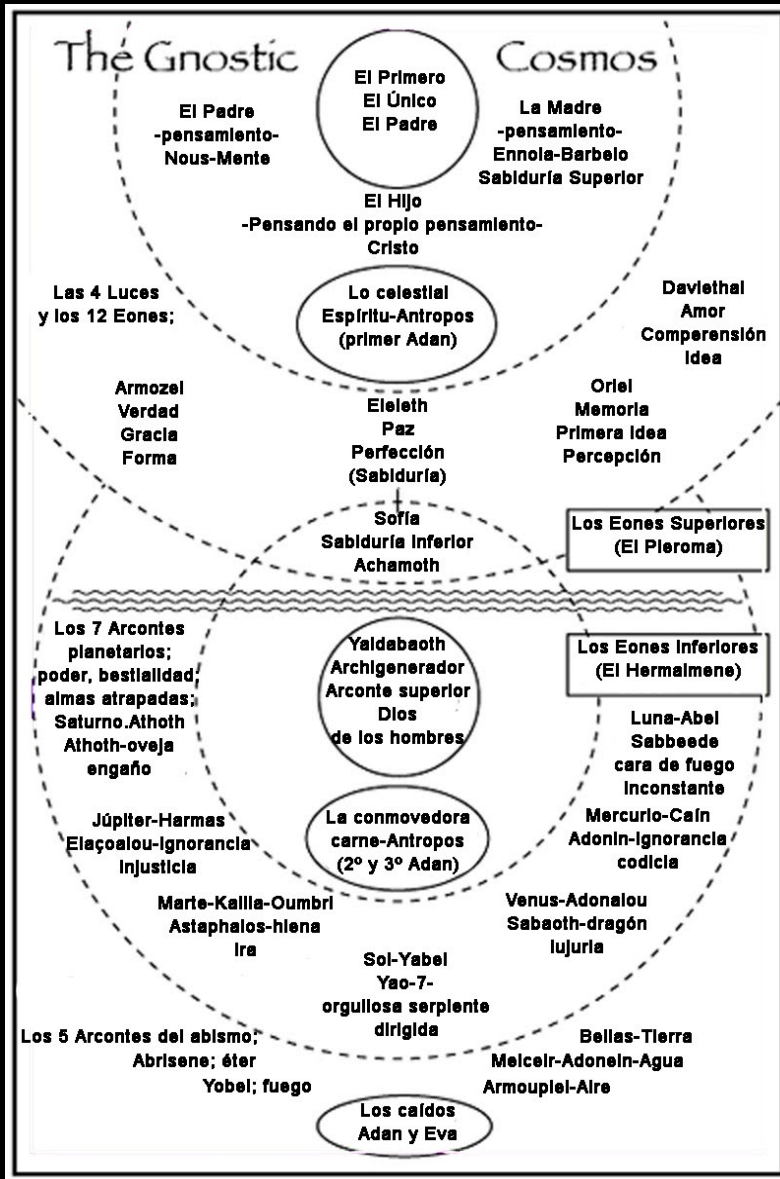 The Gnostic Cosmos
El Primero
El Único
El Padre
El Padre
-pensamiento-
Nous-Mente
La Madre
-pensamiento-
Ennoia-Barbelo
Sabiduría Superior
El Hijo
-Pensando el propio pensamiento-
Cristo
Las 4 Luces
y los 12 Eones;
Lo celestial
Espíritu-Antropos
(primer Adan)
Daviethai
Amor
Comperensión
Idea
Armozel
Verdad
Gracia
Forma
Eleleth
Paz
Perfección
(Sabiduría)
Oriel
Memoria
Primera idea
Percepción
Sofía
Sabiduría Inferior
Achamoth
Los Eones Superiores
(El Pleroma)
Los 7 Arcontes
planetarios;
poder, bestialidad;
almas atrapadas;
Saturno.Athoth
Athoth-oveja
engaño
Yaldabaoth
Archigenerador
Arconte superior
Dios
de los hombres
Los Eones Inferiores
(El Hermaimene)
Luna-Abel
Sabbeede
cara de fuego
inconstante
Júpiter-Harmas
Elaçoaiou-ignorancia
injusticia
La conmovedora
carne-Antropos
(2º y 3º Adan)
Mercurio-Caín
Adonin-ignorancia
codicia
Marte-Kalila-Oumbri
Astaphaios-hiena
ira
Venus-Adonaiou
Sabaoth-dragón
lujuria
Sol-Yabel
Yao-7-
orgullosa serpiente
dirigida
Los 5 Arcontes del abismo;
Abrisene; éter
Yobel; fuego
Belias-Tierra
Melceir-Adonein-Agua
Armoupiel-Aire
Los caídos
Adan y Eva